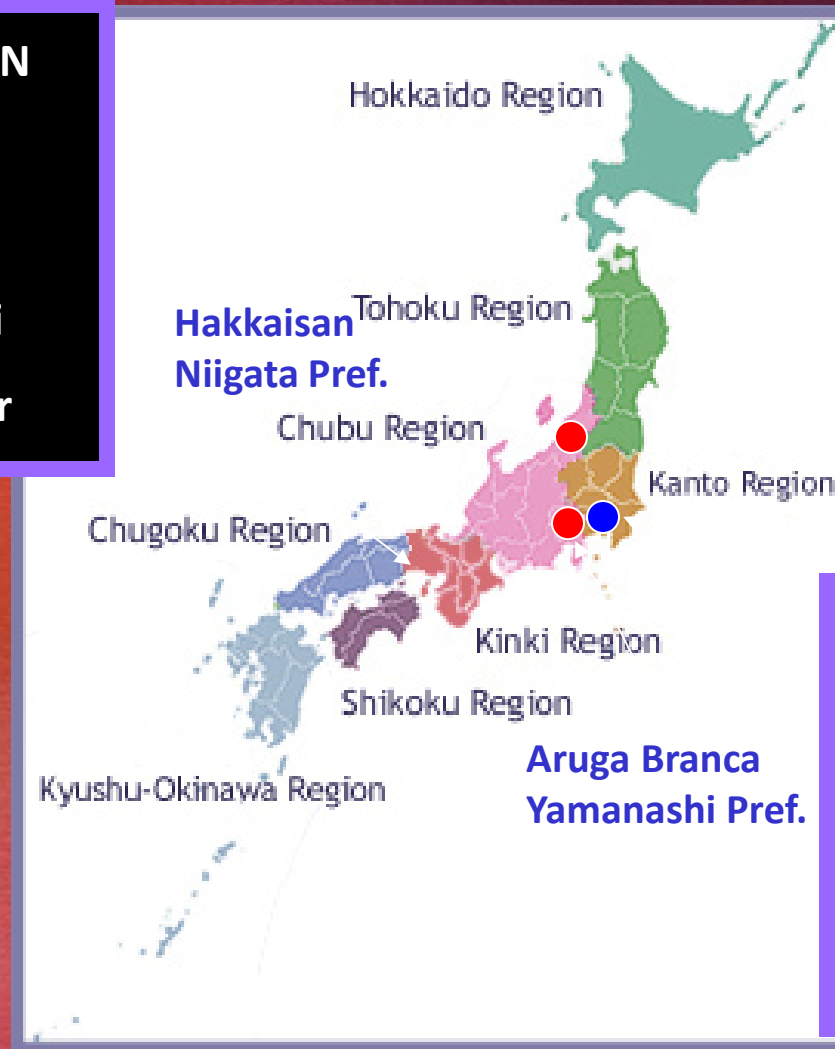 N
i
r
Hokkaido Region
Tohoku Region
Hakkaisan
Niigata Pref.
Chubu Region
Kanto Region
Chugoku Region
Kinki Region
Shikoku Region
Aruga Branca
Yamanashi Pref.
Kyushu-Okinawa Region